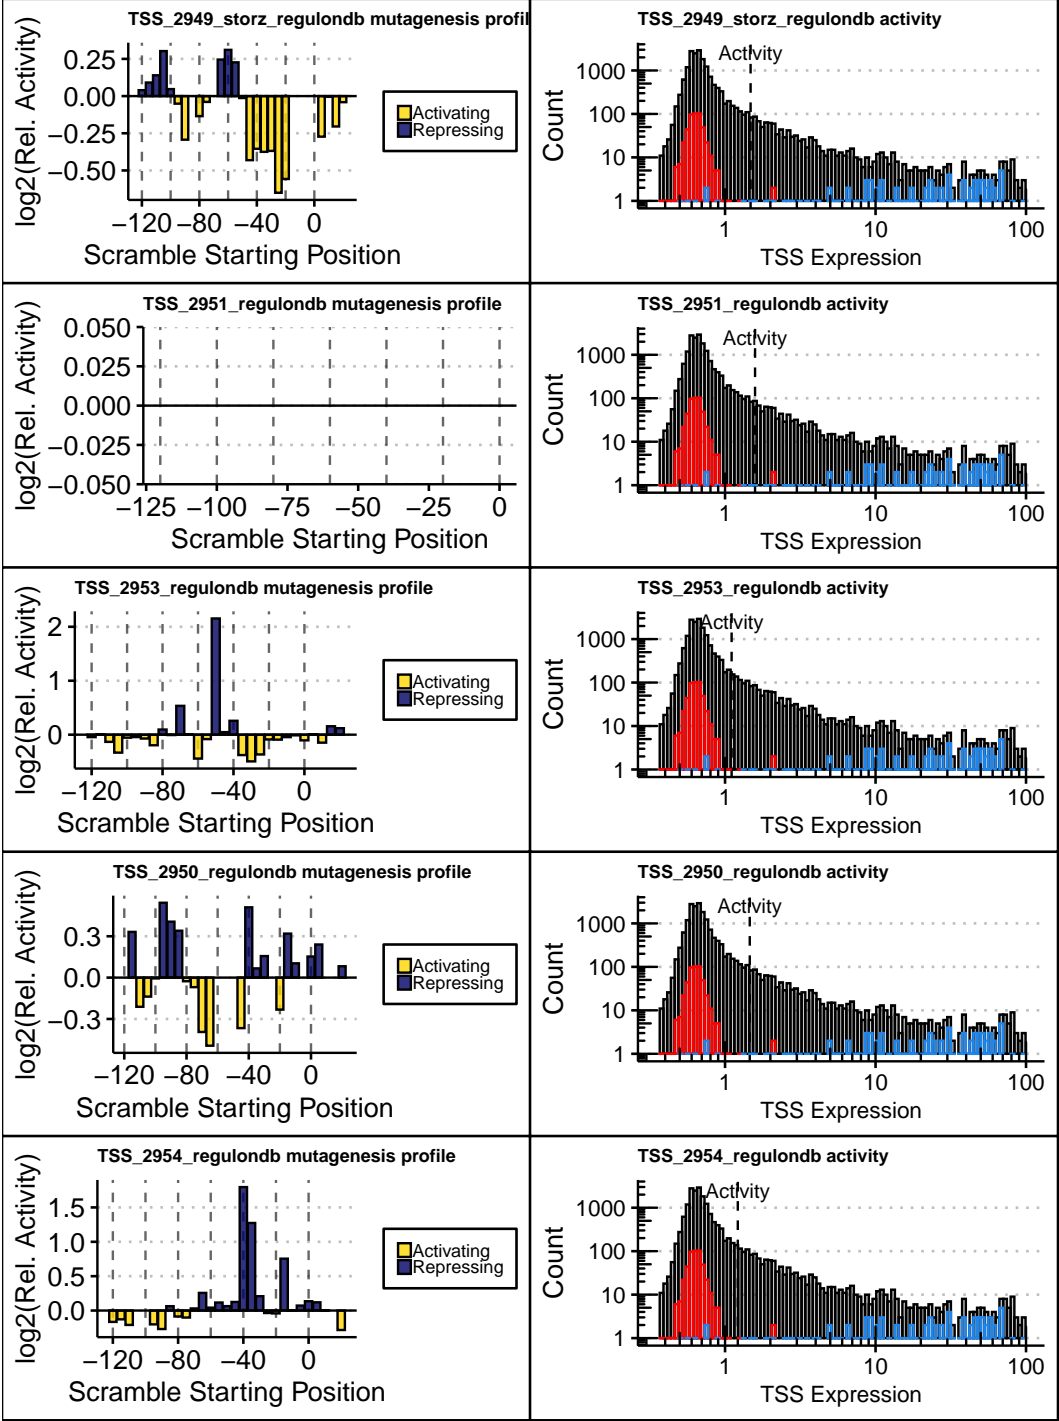 TSS_2949_storz_regulondb mutagenesis profil
log2(Rel. Activity)
0.25
0.00
−0.25
−0.50
−120 −80 −40 0
Scramble Starting Position
Activating
Repressing
TSS_2949_storz_regulondb activity
Activity
Count
1000
100
10
1
1 10 100
TSS Expression
TSS_2951_regulondb mutagenesis profile
log2(Rel. Activity)
0.050
0.025
0.000
−0.025
−0.050
−125 −100 −75 −50 −25 0
Scramble Starting Position
TSS_2951_regulondb activity
Activity
Count
1000
100
10
1
1 10 100
TSS Expression
TSS_2953_regulondb mutagenesis profile
log2(Rel. Activity)
2
1
0
−120 −80 −40 0
Scramble Starting Position
Activating
Repressing
TSS_2953_regulondb activity
Activity
Count
1000
100
10
1
1 10 100
TSS Expression
TSS_2950_regulondb mutagenesis profile
log2(Rel. Activity)
0.3
0.0
−0.3
−120 −80 −40 0
Scramble Starting Position
Activating
Repressing
TSS_2950_regulondb activity
Activity
Count
1000
100
10
1
1 10 100
TSS Expression
TSS_2954_regulondb mutagenesis profile
log2(Rel. Activity)
1.5
1.0
0.5
0.0
−120 −80 −40 0
Scramble Starting Position
Activating
Repressing
TSS_2954_regulondb activity
Activity
Count
1000
100
10
1
1 10 100
TSS Expression